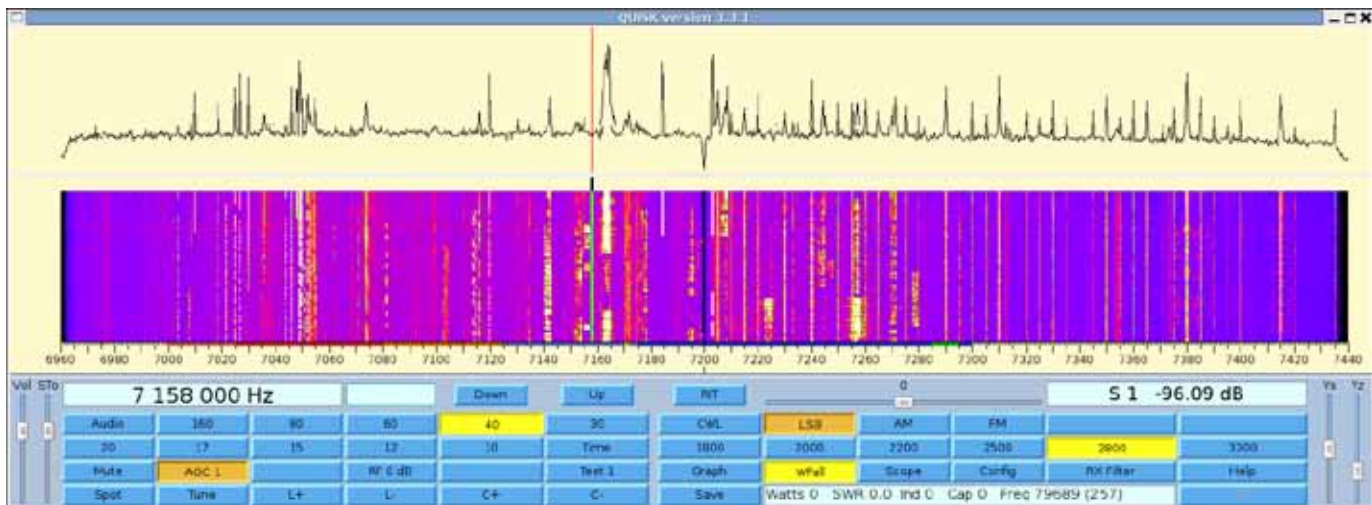 QUISK version 3.3.1
6960 6980 7000 7020 7040 7060 7080 7100 7120 7140 7160 7180 7200 7220 7240 7260 7280 7300 7320 7340 7360 7380 7400 7420 7440
Vol STo 7 158 000 Hz Down Up RIT 0 S 1 -96.09 dB Ys Yz
Audio 160 80 60 40 30 CWL LSB AM FM
20 17 15 12 10 Time 1800 2000 2200 2500 2800 3300
Mute AGC 1 RF 0 dB Test 1 Graph WFall Scope Config RX Filter Help
Spot Tune L+ L- C+ C- Save Watts 0 SWR 0.0 Ind 0 Cap 0 Freq 79689 (257)